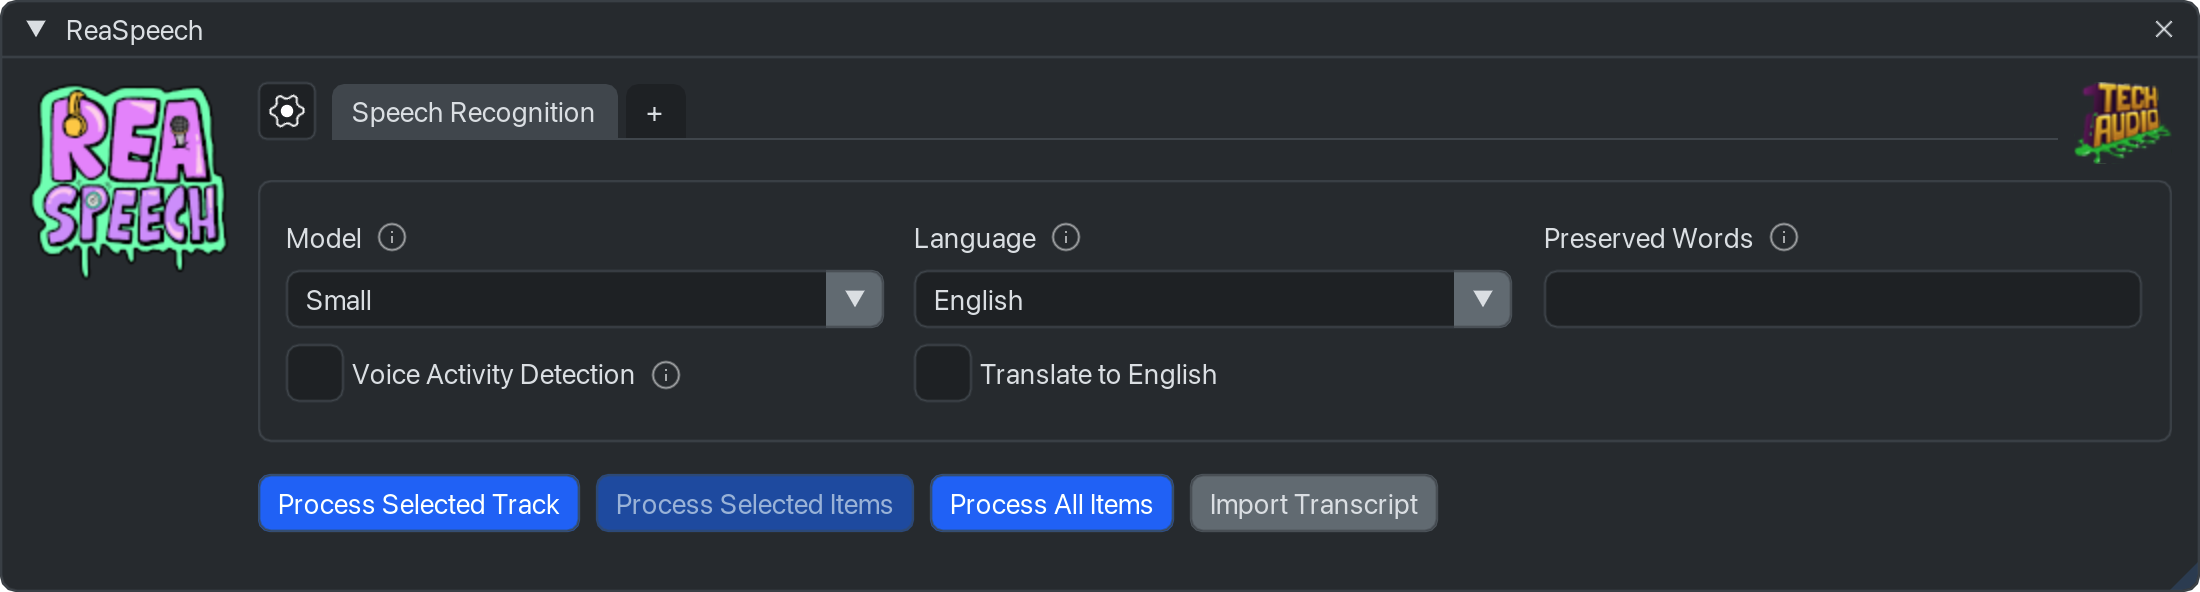 ReaSpeech
REA
SPEECH
Speech Recognition
+
TECH
AUDIO
Model
Language
Preserved Words
Small
English
Voice Activity Detection
Translate to English
Process Selected Track
Process Selected Items
Process All Items
Import Transcript